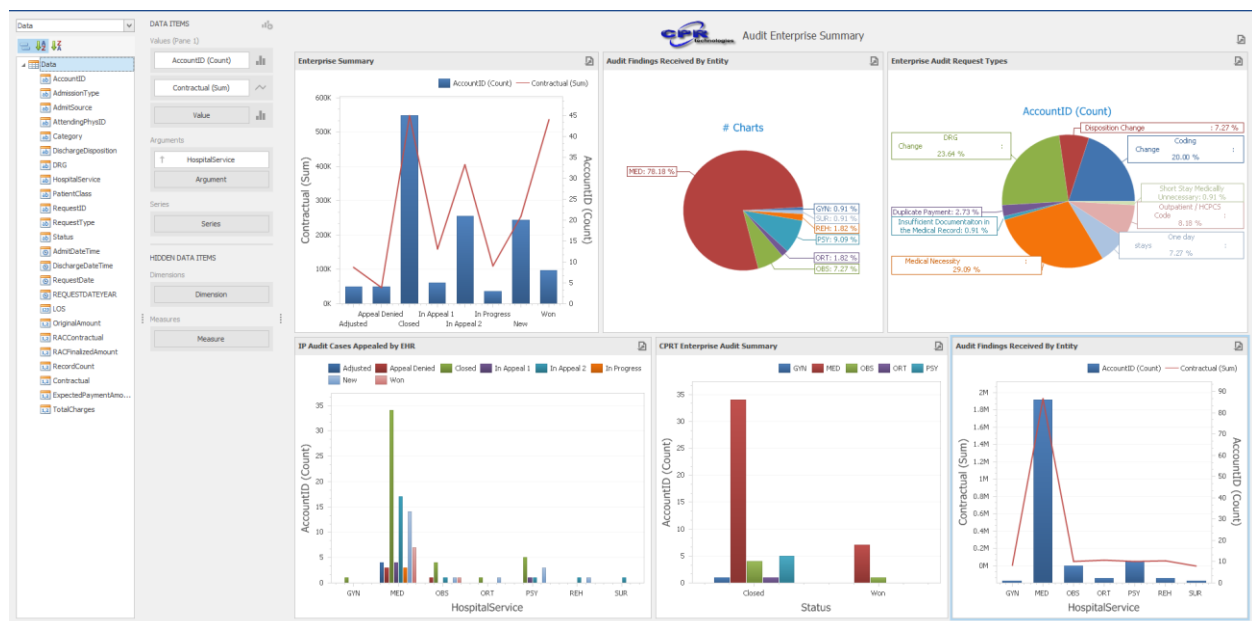 Data
Data
AccountID
AdmissionType
AdmitSource
AttendingPhysID
Category
DischargeDisposition
DRG
HospitalService
PatientClass
RequestID
RequestType
Status
AdmitDateTime
DischargeDateTime
RequestDate
REQUESTDATEYEAR
LOS
OriginalAmount
RACContractual
RACFinalizedAmount
RecordCount
Contractual
ExpectedPaymentAmo...
TotalCharges
DATA ITEMS
Values (Pane 1)
AccountID (Count)
Contractual (Sum)
Value
Arguments
HospitalService
Argument
Series
Series
HIDDEN DATA ITEMS
Dimensions
Dimension
Measures
Measure
CPR
Technologies
Audit Enterprise Summary
Enterprise Summary
AccountID (Count)
Contractual (Sum)
600K
500K
400K
300K
200K
100K
0K
Contractual (Sum)
45
40
35
30
25
20
15
10
5
0
AccountID (Count)
Appeal Denied
In Appeal 1
In Progress
Won
Adjusted
Closed
In Appeal 2
New
Audit Findings Received By Entity
# Charts
MED: 78.18 %
GYN: 0.91 %
SUR: 0.91 %
REH: 1.82 %
PSY: 9.09 %
ORT: 1.82 %
OBS: 7.27 %
Enterprise Audit Request Types
AccountID (Count)
Disposition Change : 7.27 %
DRG
Change :
23.64 %
Coding
Change :
20.00 %
Short Stay Medically
Unnecessary: 0.91 %
Outpatient / HCPCS
Code :
8.18 %
One day
stays :
7.27 %
Duplicate Payment: 2.73 %
Insufficient Documentaiton in
the Medical Record: 0.91 %
Medical Necessity :
29.09 %
IP Audit Cases Appealed by EHR
Adjusted
Appeal Denied
Closed
In Appeal 1
In Appeal 2
In Progress
New
Won
35
30
25
20
15
10
5
0
AccountID (Count)
GYN
MED
OBS
ORT
PSY
REH
SUR
HospitalService
CPRT Enterprise Audit Summary
GYN
MED
OBS
ORT
PSY
35
30
25
20
15
10
5
0
AccountID (Count)
Closed
Won
Status
Audit Findings Received By Entity
AccountID (Count)
Contractual (Sum)
2M
1.8M
1.6M
1.4M
1.2M
1M
0.8M
0.6M
0.4M
0.2M
0M
Contractual (Sum)
90
80
70
60
50
40
30
20
10
0
AccountID (Count)
GYN
MED
OBS
ORT
PSY
REH
SUR
HospitalService